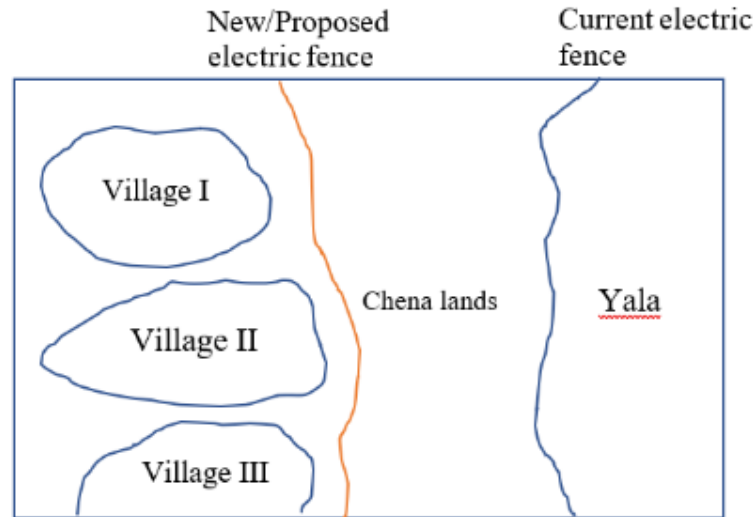 New/Proposed
electric fence
Current electric
fence
Village I
Chena lands
Yala
Village II
Village III